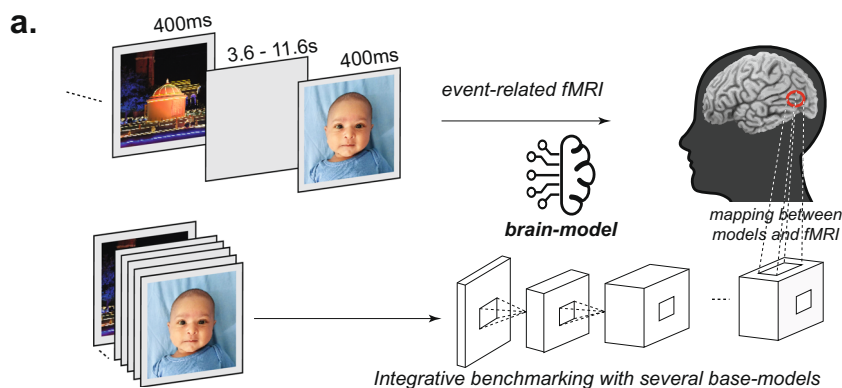 a.
400ms
3.6 - 11.6s
400ms
event-related fMRI
brain-model
mapping between
models and fMRI
Integrative benchmarking with several base-models